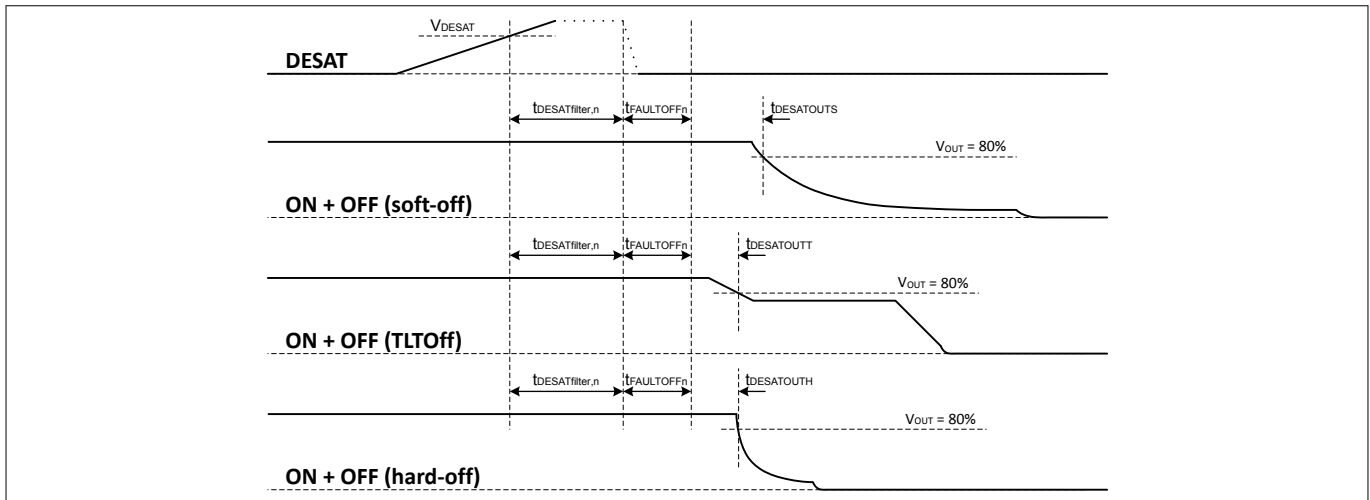 VDESAT
DESAT
tDESATfilter,n
tFAULTOFFn
tDESATOUTS
VOUT = 80%
ON + OFF (soft-off)
tDESATfilter,n
tFAULTOFFn
tDESATOUTT
VOUT = 80%
ON + OFF (TLTOff)
tDESATfilter,n
tFAULTOFFn
tDESATOUTH
VOUT = 80%
ON + OFF (hard-off)